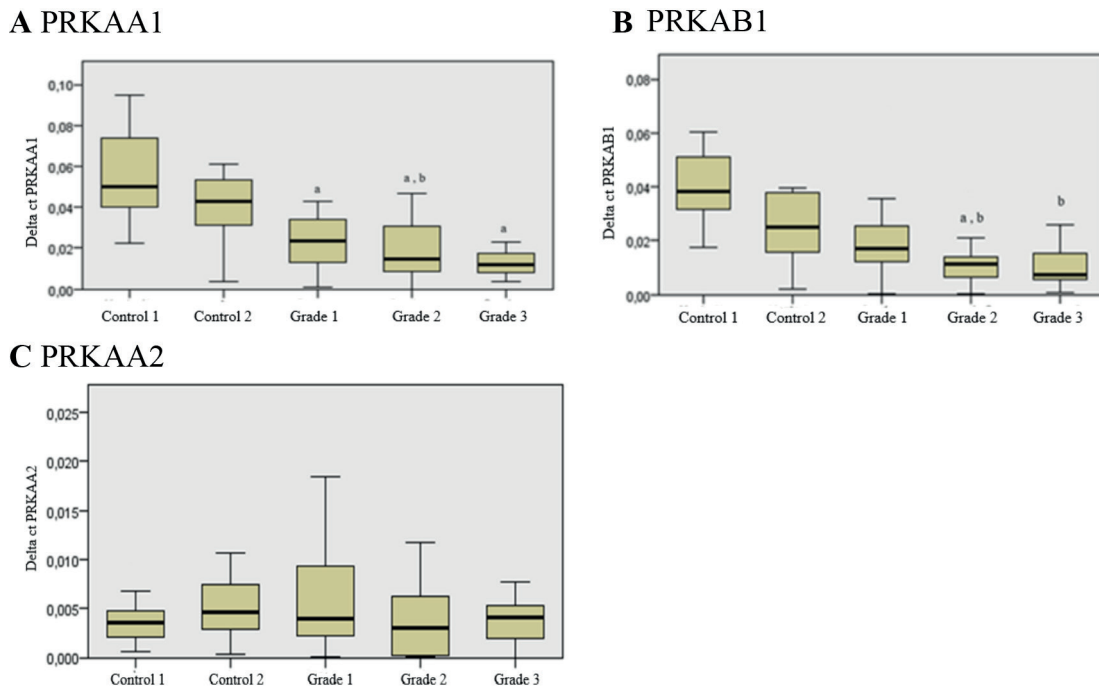 A PRKAA1
Delta ct PRKAA1
0,10
0,08
0,06
0,04
0,02
0,00
a
a, b
a
Control 1 Control 2 Grade 1 Grade 2 Grade 3
B PRKAB1
Delta ct PRKAB1
0,08
0,06
0,04
0,02
0,00
a, b
b
Control 1 Control 2 Grade 1 Grade 2 Grade 3
C PRKAA2
Delta ct PRKAA2
0,025
0,020
0,015
0,010
0,005
0,000
Control 1 Control 2 Grade 1 Grade 2 Grade 3